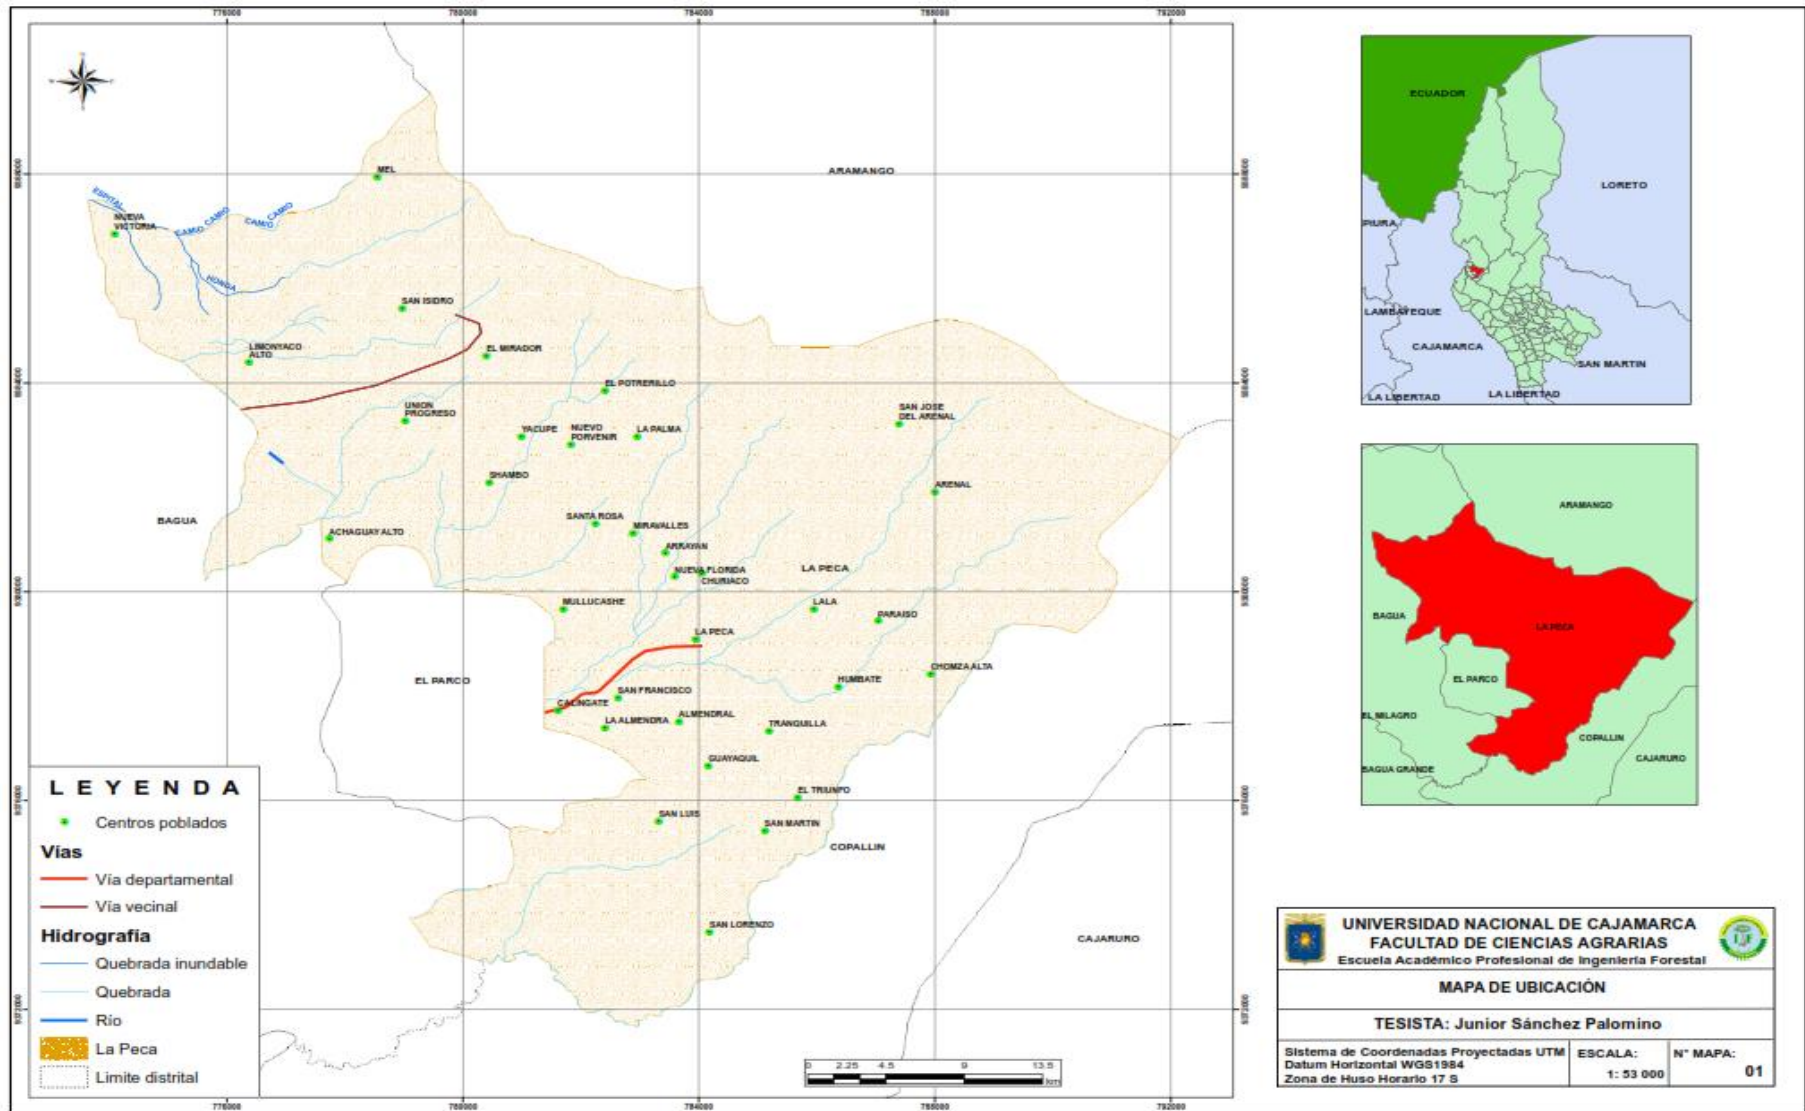 776000 780000 784000 788000 792000
MEL
ARAMANGO
ESPITAL
NUEVA
VICTORIA
CAMIO
CAMIO
CAMIO
CAMIO
HONDA
SAN ISIDRO
LIMONYACO
ALTO
EL MIRADOR
EL POTRERILLO
UNION
PROGRESO
YACUPE
NUEVO
PORVENIR
LA PALMA
SAN JOSE
DEL ARENAL
SHAMBO
ARENAL
BAGUA
SANTA ROSA
MIRAVALLES
ACHAGUAY ALTO
ARRAYAN
LA PECA
NUEVA FLORIDA
CHURIACO
MULLUCASHE
LALA
PARAISO
LA PECA
CHOMZA ALTA
EL PARCO
HUMBATE
SAN FRANCISCO
CALINGATE
LA ALMENDRA
ALMENDRAL
TRANQUILLA
GUAYAQUIL
EL TRIUNFO
SAN LUIS
SAN MARTIN
COPALLIN
SAN LORENZO
CAJARURO
LEYENDA
Centros poblados
Vías
Vía departamental
Vía vecinal
Hidrografía
Quebrada inundable
Quebrada
Río
La Peca
Limite distrital
0 2.25 4.5 9 13.5
km
776000 780000 784000 788000 792000
ECUADOR
LORETO
PIURA
LAMBAYEQUE
CAJAMARCA
SAN MARTIN
LA LIBERTAD
LA LIBERTAD
ARAMANGO
BAGUA
LA PECA
EL PARCO
EL MILAGRO
COPALLIN
CAJARURO
BAGUA GRANDE
UNIVERSIDAD NACIONAL DE CAJAMARCA
FACULTAD DE CIENCIAS AGRARIAS
Escuela Académico Profesional de Ingeniería Forestal
MAPA DE UBICACIÓN
TESISTA: Junior Sánchez Palomino
Sistema de Coordenadas Proyectadas UTM
Datum Horizontal WGS1984
Zona de Huso Horario 17 S
ESCALA:
1: 53 000
N° MAPA:
01